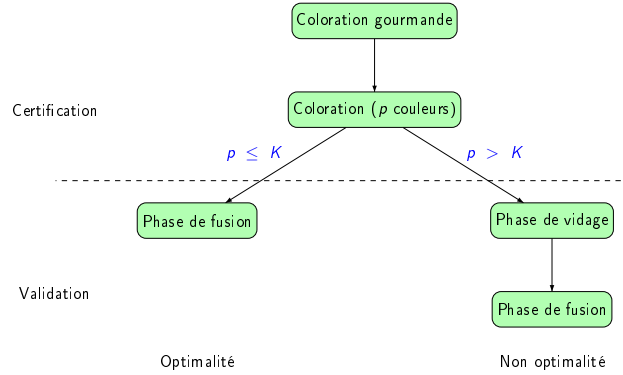 Coloration gourmande
Certification
Coloration (p couleurs)
p ≤ K
p > K
Phase de fusion
Phase de vidage
Validation
Phase de fusion
Optimalité
Non optimalité